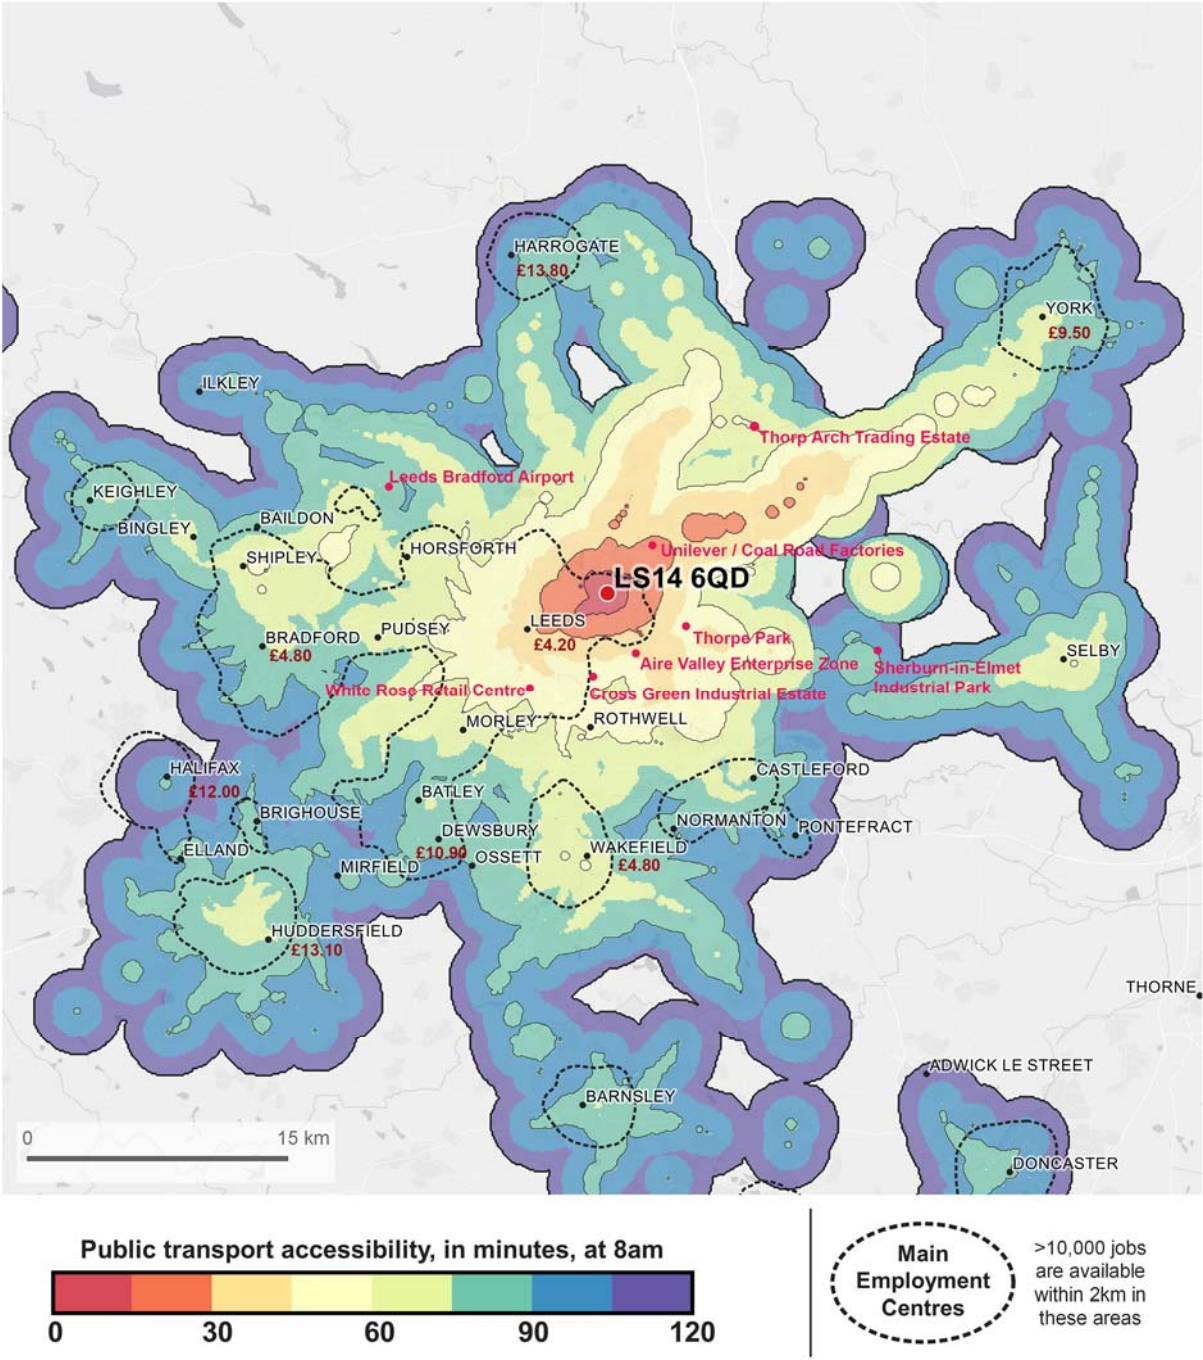 HARROGATE
£13.80
YORK
£9.50
ILKLEY
Thorp Arch Trading Estate
Leeds Bradford Airport
KEIGHLEY
BINGLEY
BAILDON
SHIPLEY
HORSFORTH
Unilever / Coal Road Factories
LS14 6QD
LEEDS
£4.20
PUDSEY
BRADFORD
£4.80
Thorpe Park
Aire Valley Enterprise Zone
SELBY
Sherburn-in-Elmet
Industrial Park
White Rose Retail Centre
Cross Green Industrial Estate
MORLEY
ROTHWELL
HALIFAX
£12.00
CASTLEFORD
BATLEY
BRIGHOUSE
NORMANTON
PONTEFRACT
DEWSBURY
£10.90
OSSETT
WAKEFIELD
£4.80
ELLAND
MIRFIELD
HUDDERSFIELD
£13.10
THORNE
ADWICK LE STREET
BARNSLEY
DONCASTER
0 15 km
Public transport accessibility, in minutes, at 8am
0 30 60 90 120
Main
Employment
Centres
>10,000 jobs
are available
within 2km in
these areas